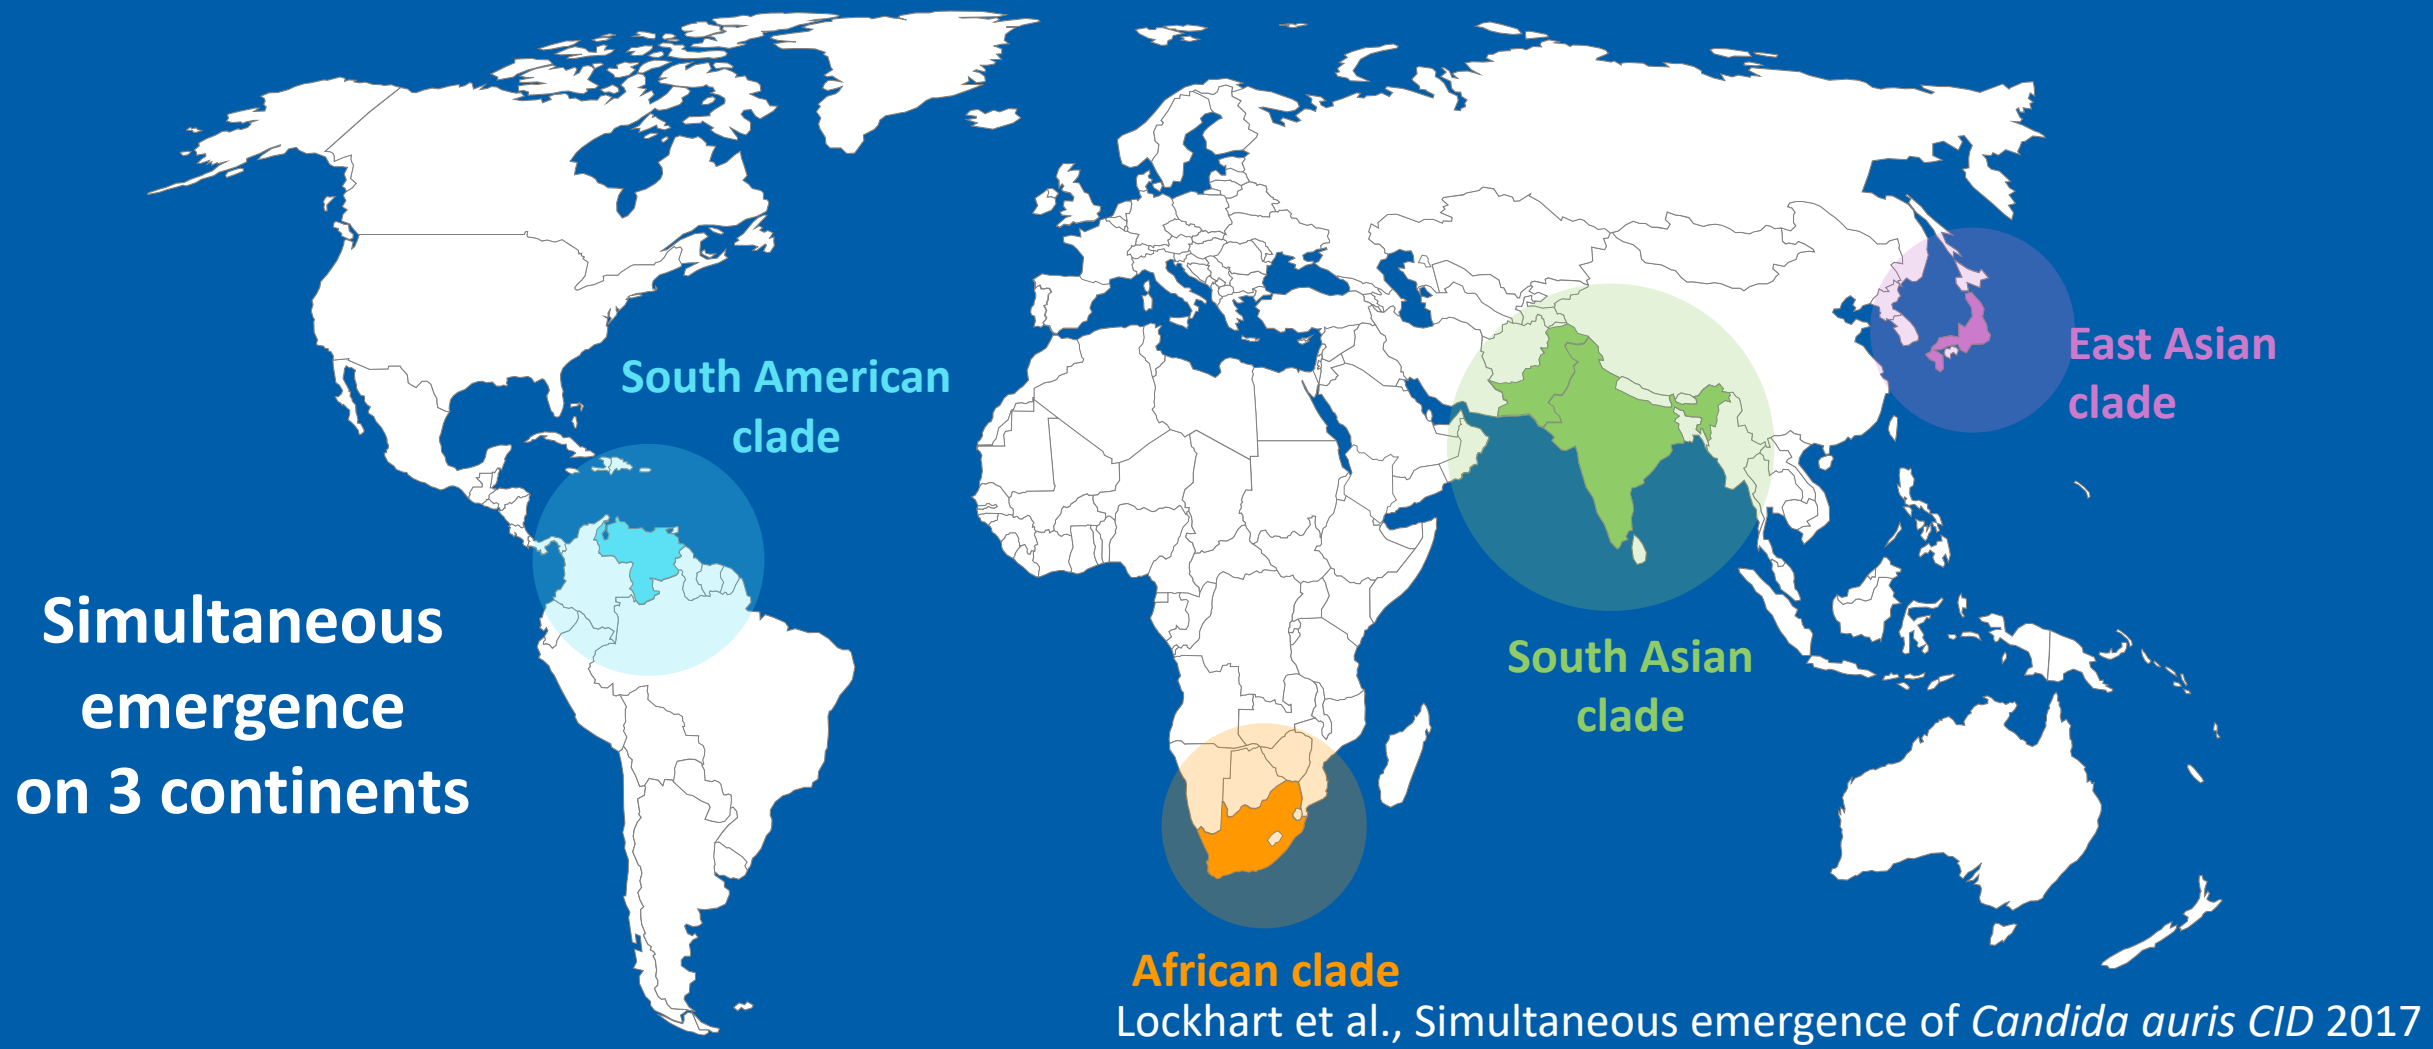 South American
clade
East Asian
clade
Simultaneous
emergence
on 3 continents
South Asian
clade
African clade
Lockhart et al., Simultaneous emergence of Candida auris CID 2017